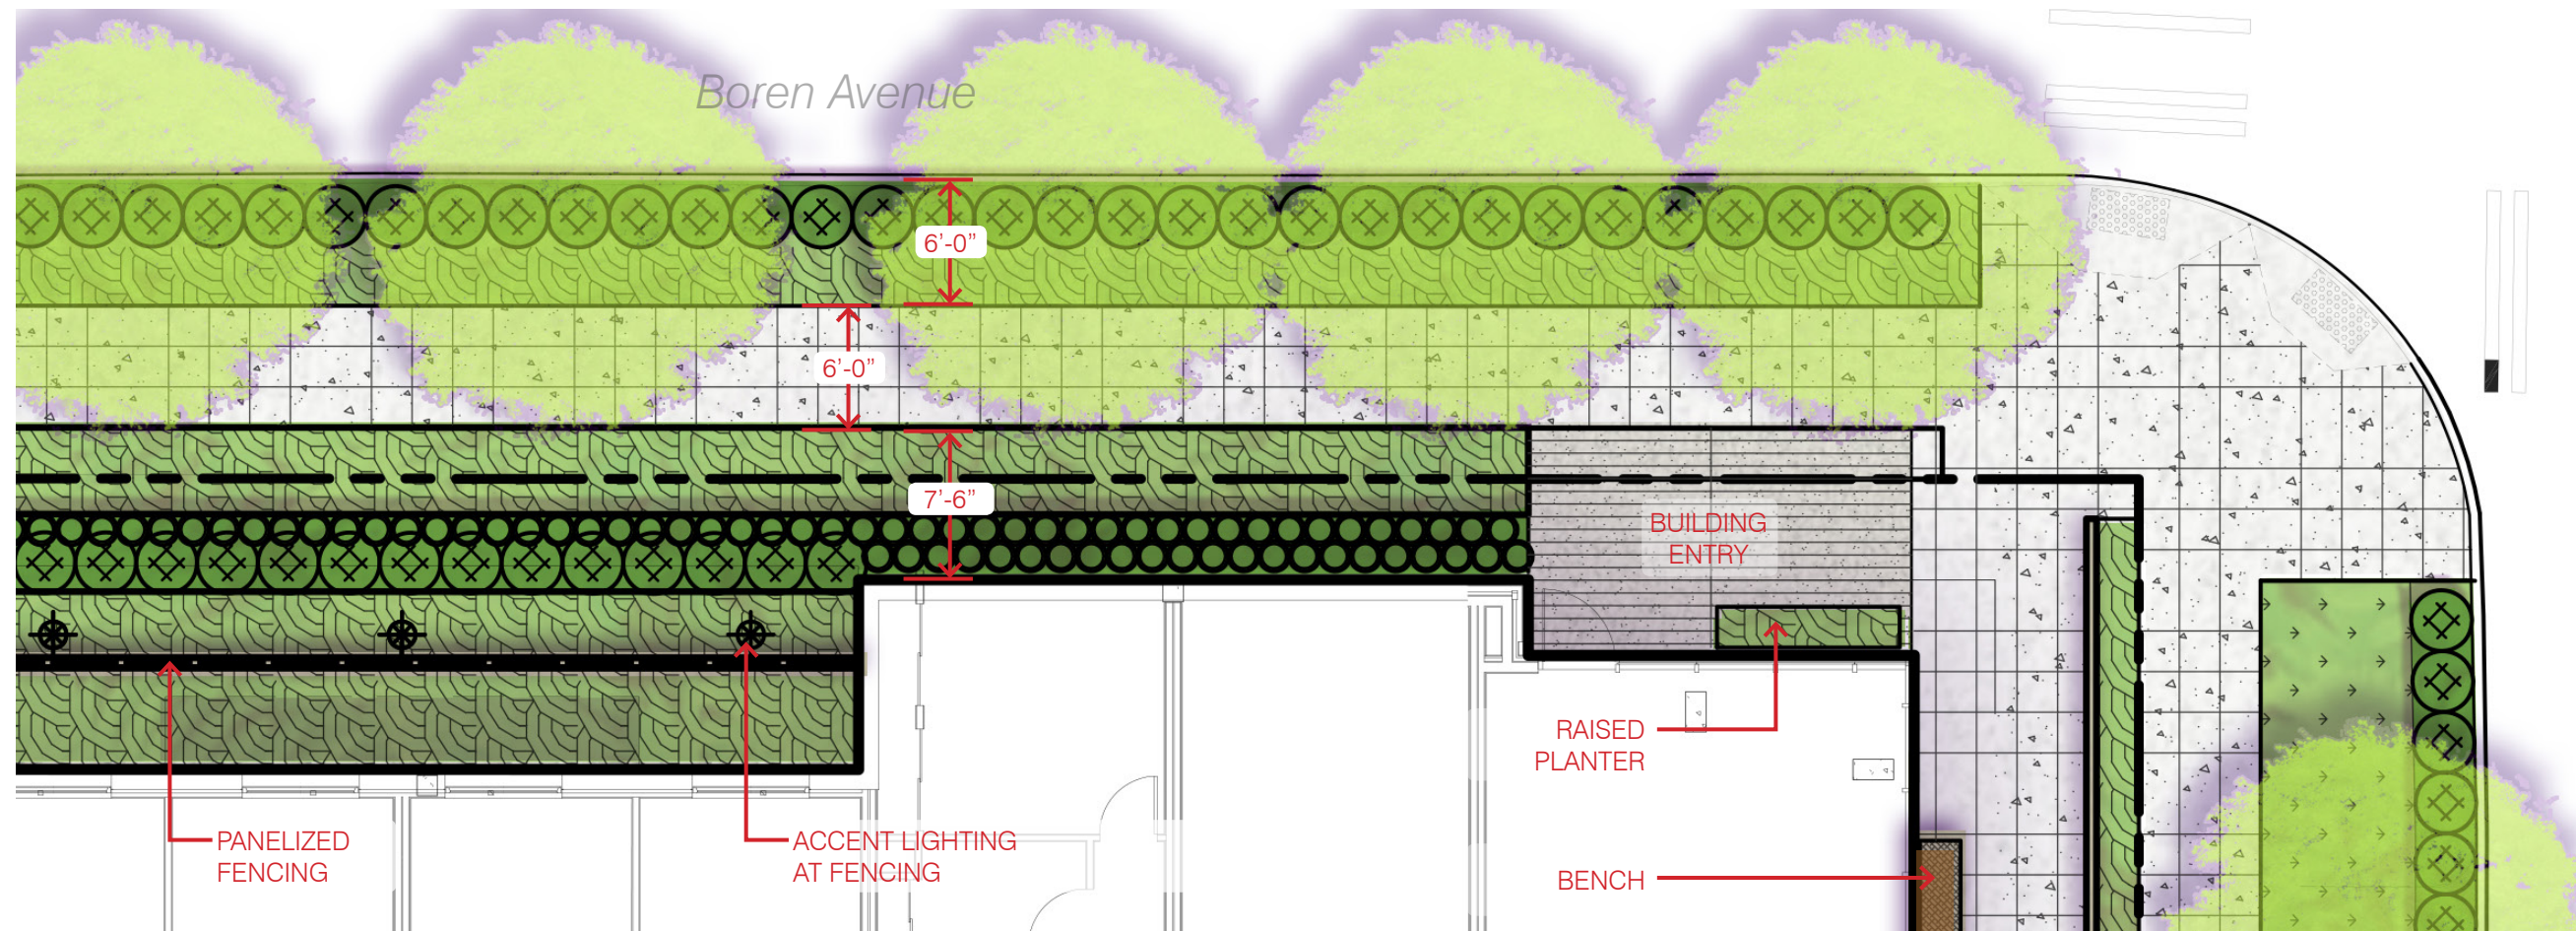 Boren Avenue
6’-0”
6’-0”
7’-6”
BUILDING
ENTRY
RAISED
PLANTER
PANELIZED
FENCING
ACCENT LIGHTING
AT FENCING
BENCH